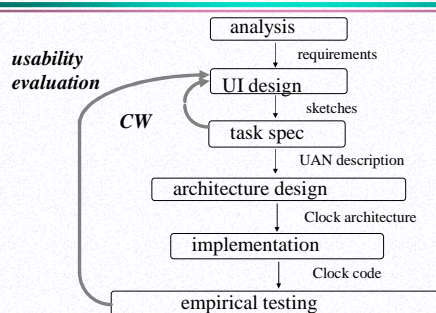 analysis
requirements
usability
evaluation
UI design
sketches
CW
task spec
UAN description
architecture design
Clock architecture
implementation
Clock code
empirical testing